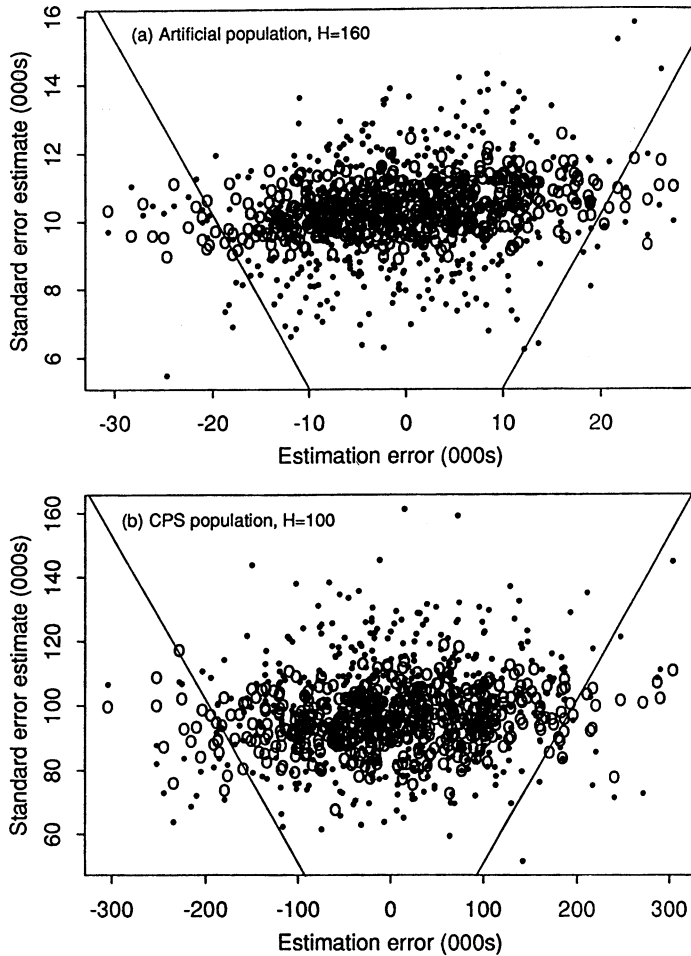 (a) Artificial population, H=160
Standard error estimate (000s)
16
14
12
10
8
6
-30 -20 -10 0 10 20
Estimation error (000s)
(b) CPS population, H=100
Standard error estimate (000s)
160
140
120
100
80
60
-300 -200 -100 0 100 200 300
Estimation error (000s)